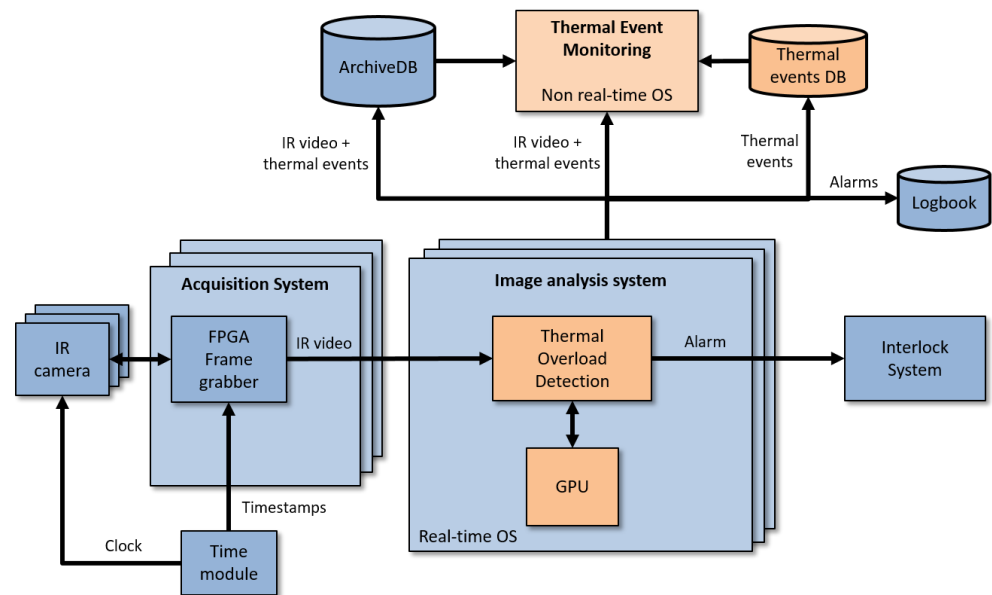 Thermal Event
Monitoring
Non real-time OS
ArchiveDB
Thermal
events DB
IR video +
thermal events
IR video +
thermal events
Thermal
events
Alarms
Logbook
Acquisition System
Image analysis system
IR
camera
FPGA
Frame
grabber
IR video
Thermal
Overload
Detection
Alarm
Interlock
System
GPU
Timestamps
Real-time OS
Clock
Time
module